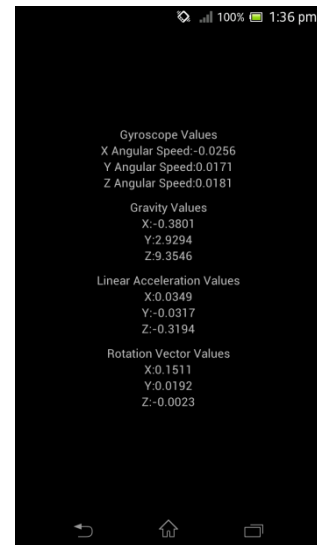 100% 1:36 pm
Gyroscope Values
X Angular Speed:-0.0256
Y Angular Speed:0.0171
Z Angular Speed:0.0181
Gravity Values
X:-0.3801
Y:2.9294
Z:9.3546
Linear Acceleration Values
X:0.0349
Y:-0.0317
Z:-0.3194
Rotation Vector Values
X:0.1511
Y:0.0192
Z:-0.0023